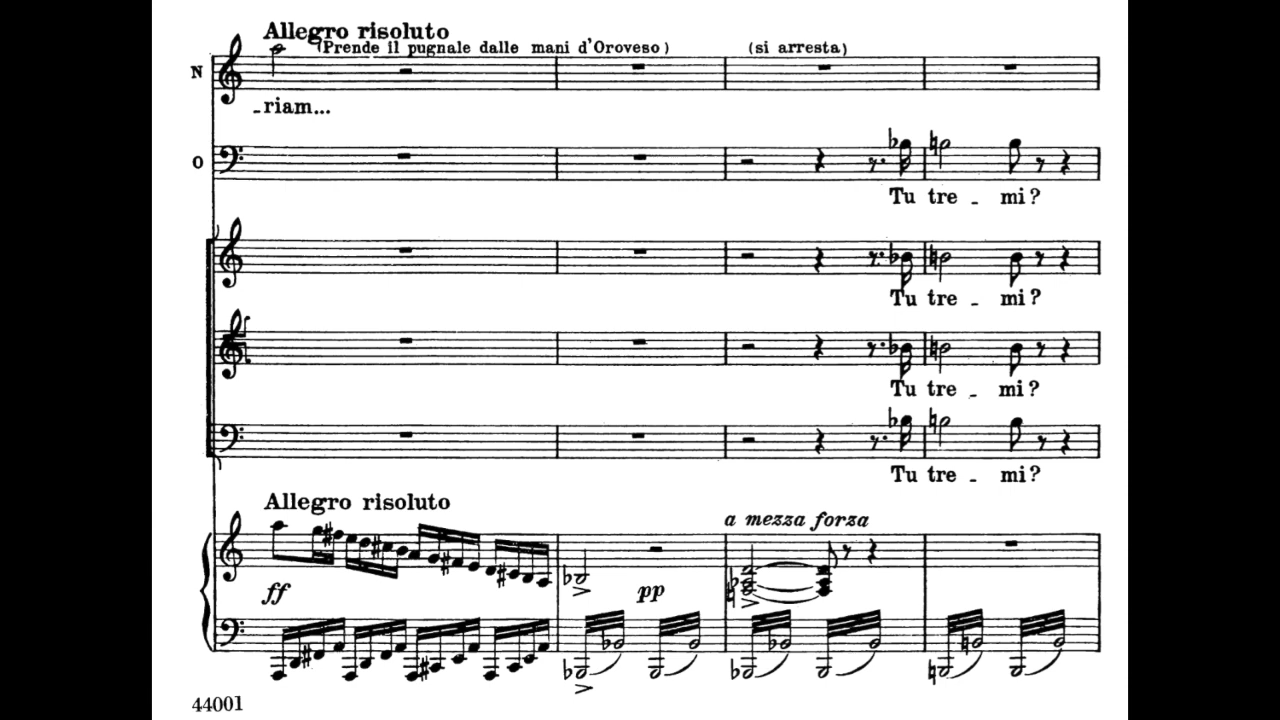 Allegro risoluto
(Prende il pugnale dalle mani d'Oroveso) (si arresta)
N
-riam...
O
Tu tre - mi?
Tu tre - mi?
Tu tre - mi?
Tu tre - mi?
Allegro risoluto
a mezza forza
ff pp
44001